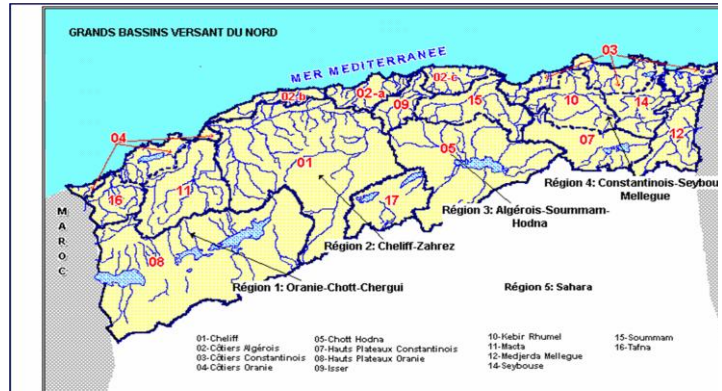 GRANDS BASSINS VERSANT DU NORD
MER MEDITERRANEE
03
02-c
02-b
02-a
09
15
10
14
04
12
01
05
07
16
11
17
Région 4: Constantinois-Seybou
Mellegue
Région 3: Algérois-Soummam-
Hodna
MAROC
Région 2: Cheliff-Zahrez
08
Région 1: Oranie-Chott-Chergui
Région 5: Sahara
01-Cheliff
02-Côtiers Algérois
03-Côtiers Constantinois
04-Côtiers Oranie
05-Chott Hodna
07-Hauts Plateaux Constantinois
08-Hauts Plateaux Oranie
09-Isser
10-Kebir Rhumel
11-Macta
12-Medjerda Mellegue
14-Seybouse
15-Soummam
16-Tafna